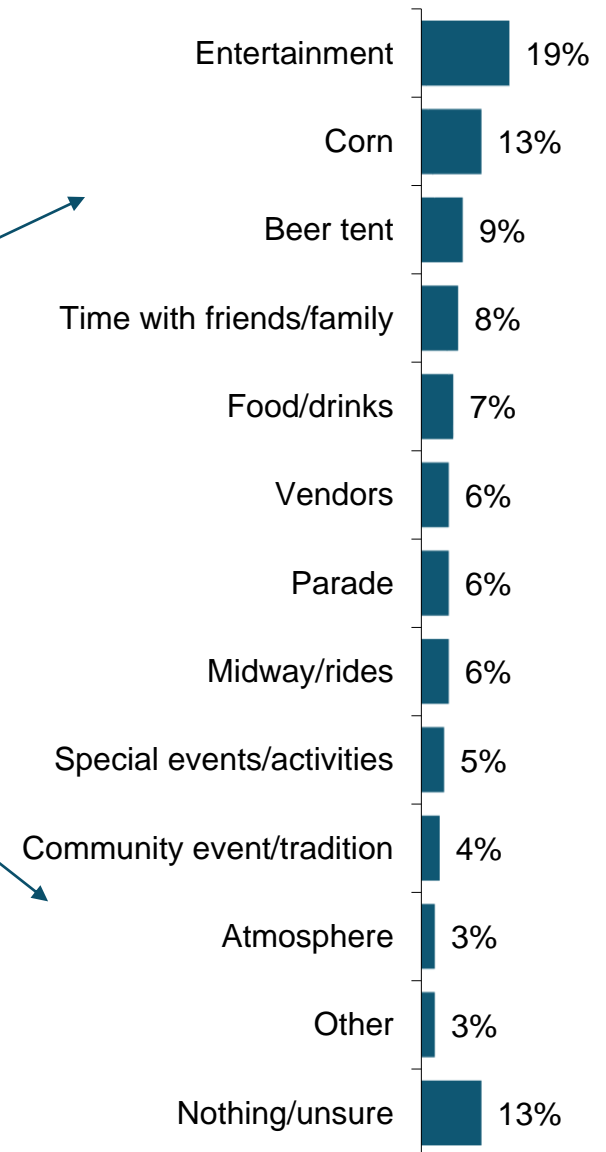 Entertainment 19%
Corn 13%
Beer tent 9%
Time with friends/family 8%
Food/drinks 7%
Vendors 6%
Parade 6%
Midway/rides 6%
Special events/activities 5%
Community event/tradition 4%
Atmosphere 3%
Other 3%
Nothing/unsure 13%